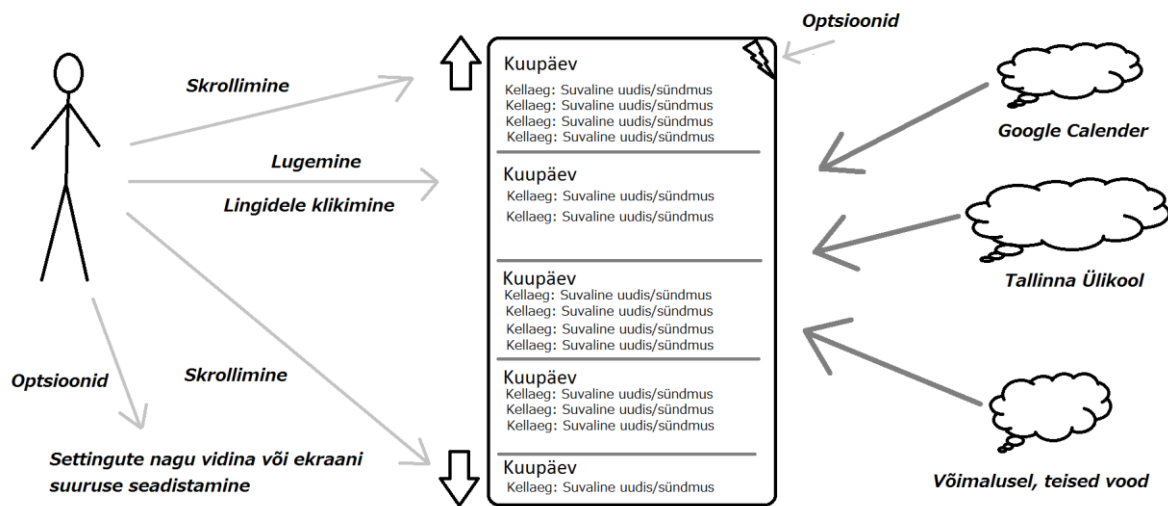 Skrollimine
Lugemine
Lingidele klikimine
Optsioonid
Skrollimine
Settingute nagu vidina või ekraani
suuruse seadistamine
Kuupäev
Kellaeg: Suvaline uudis/sündmus
Kellaeg: Suvaline uudis/sündmus
Kellaeg: Suvaline uudis/sündmus
Kellaeg: Suvaline uudis/sündmus
Kuupäev
Kellaeg: Suvaline uudis/sündmus
Kellaeg: Suvaline uudis/sündmus
Kuupäev
Kellaeg: Suvaline uudis/sündmus
Kellaeg: Suvaline uudis/sündmus
Kellaeg: Suvaline uudis/sündmus
Kellaeg: Suvaline uudis/sündmus
Kuupäev
Kellaeg: Suvaline uudis/sündmus
Kellaeg: Suvaline uudis/sündmus
Kellaeg: Suvaline uudis/sündmus
Kuupäev
Kellaeg: Suvaline uudis/sündmus
Optsioonid
Google Calender
Tallinna Ülikool
Võimalusel, teised vood